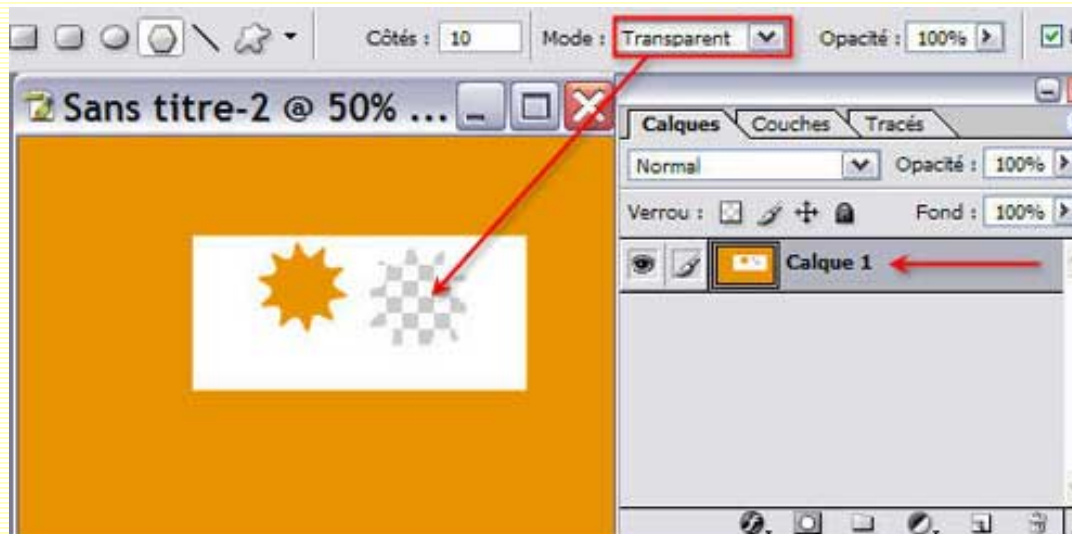 Côtés : 10 Mode : Transparent Opacité : 100%
Sans titre-2 @ 50% ...
Calques Couches Tracés
Normal Opacité : 100%
Verrou : Fond : 100%
Calque 1